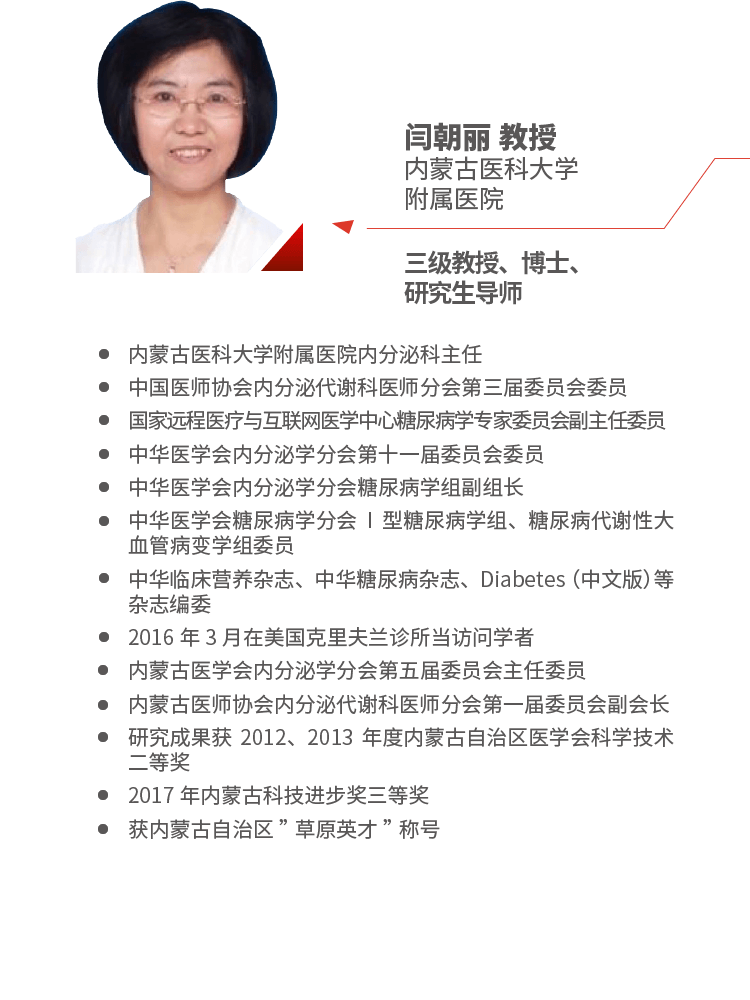 闫朝丽 教授
内蒙古医科大学
附属医院
三级教授、博士、
研究生导师
内蒙古医科大学附属医院内分泌科主任
中国医师协会内分泌代谢科医师分会第三届委员会委员
国家远程医疗与互联网医学中心糖尿病学专家委员会副主任委员
中华医学会内分泌学分会第十一届委员会委员
中华医学会内分泌学分会糖尿病学组副组长
中华医学会糖尿病学分会 I 型糖尿病学组、糖尿病代谢性大
血管病变学组委员
中华临床营养杂志、中华糖尿病杂志、Diabetes（中文版）等
杂志编委
2016 年 3 月在美国克里夫兰诊所当访问学者
内蒙古医学会内分泌学分会第五届委员会主任委员
内蒙古医师协会内分泌代谢科医师分会第一届委员会副会长
研究成果获 2012、2013 年度内蒙古自治区医学会科学技术
二等奖
2017 年内蒙古科技进步奖三等奖
获内蒙古自治区 ” 草原英才 ” 称号